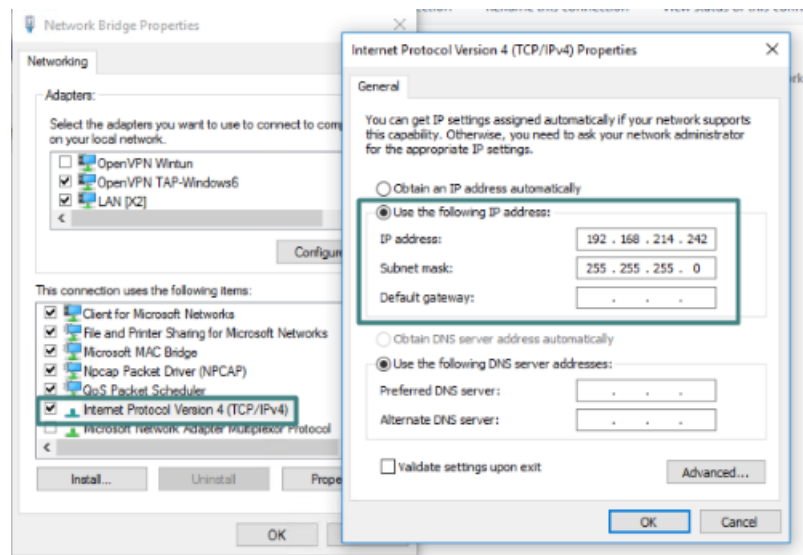 Network Bridge Properties
Networking
Adapters:
Select the adapters you want to use to connect to
on your local network.
OpenVPN Wintun
OpenVPN TAP-Windows6
LAN [X2]
This connection uses the following items:
Client for Microsoft Networks
File and Printer Sharing for Microsoft Networks
Microsoft MAC Bridge
Npcap Packet Driver (NPCAP)
QoS Packet Scheduler
Internet Protocol Version 4 (TCP/IPv4)
Microsoft Network Adapter Multiplexor Protocol
Install...
Uninstall
OK
Internet Protocol Version 4 (TCP/IPv4) Properties
General
You can get IP settings assigned automatically if your network supports
this capability. Otherwise, you need to ask your network administrator
for the appropriate IP settings.
Obtain an IP address automatically
Use the following IP address:
IP address: 192 . 168 . 214 . 242
Subnet mask: 255 . 255 . 255 . 0
Default gateway: . . .
Obtain DNS server address automatically
Use the following DNS server addresses:
Preferred DNS server: . . .
Alternate DNS server: . . .
Validate settings upon exit
Advanced...
OK
Cancel